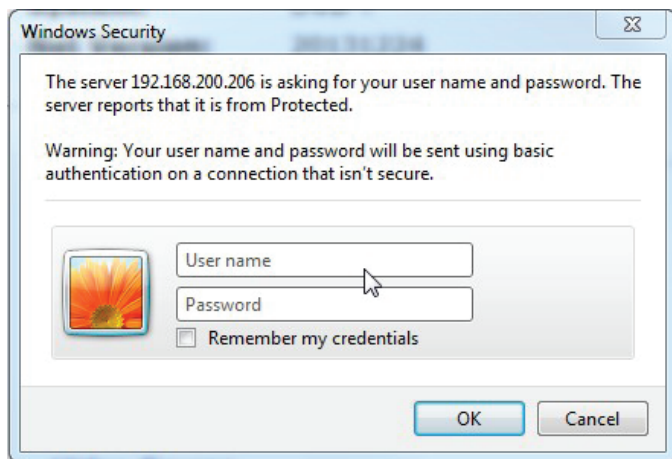 Windows Security
The server 192.168.200.206 is asking for your user name and password. The
server reports that it is from Protected.
Warning: Your user name and password will be sent using basic
authentication on a connection that isn't secure.
User name
Password
Remember my credentials
OK
Cancel